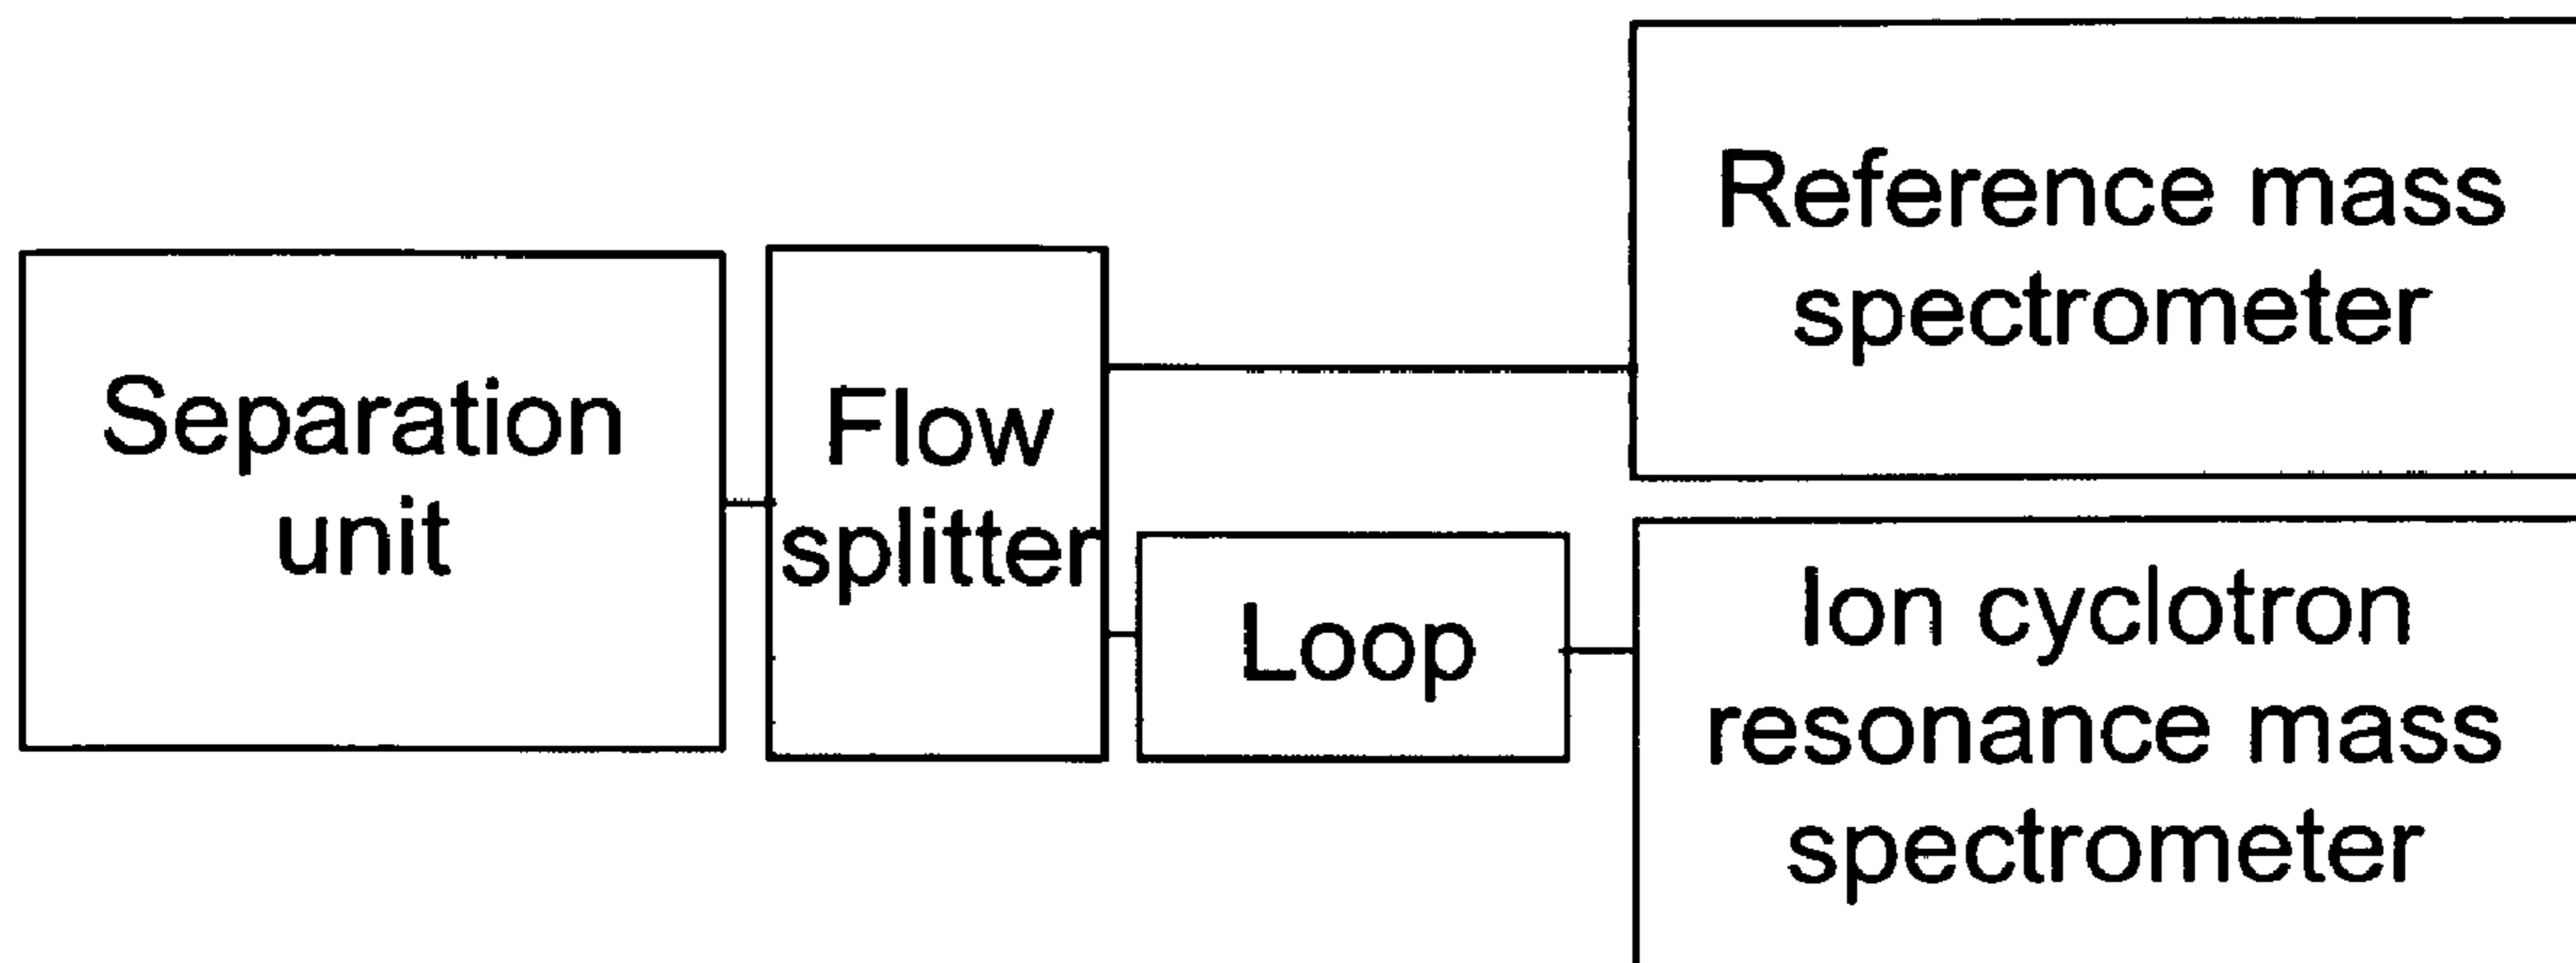 Separation
unit
Flow
splitter
Loop
Reference mass
spectrometer
Ion cyclotron
resonance mass
spectrometer